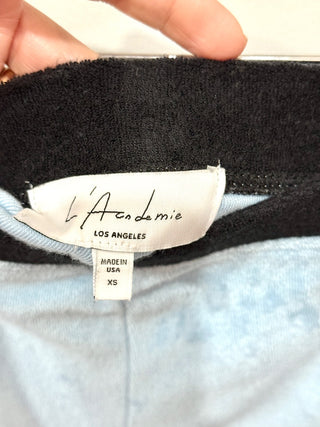 L'Academie
LOS ANGELES
MADE IN
USA
XS